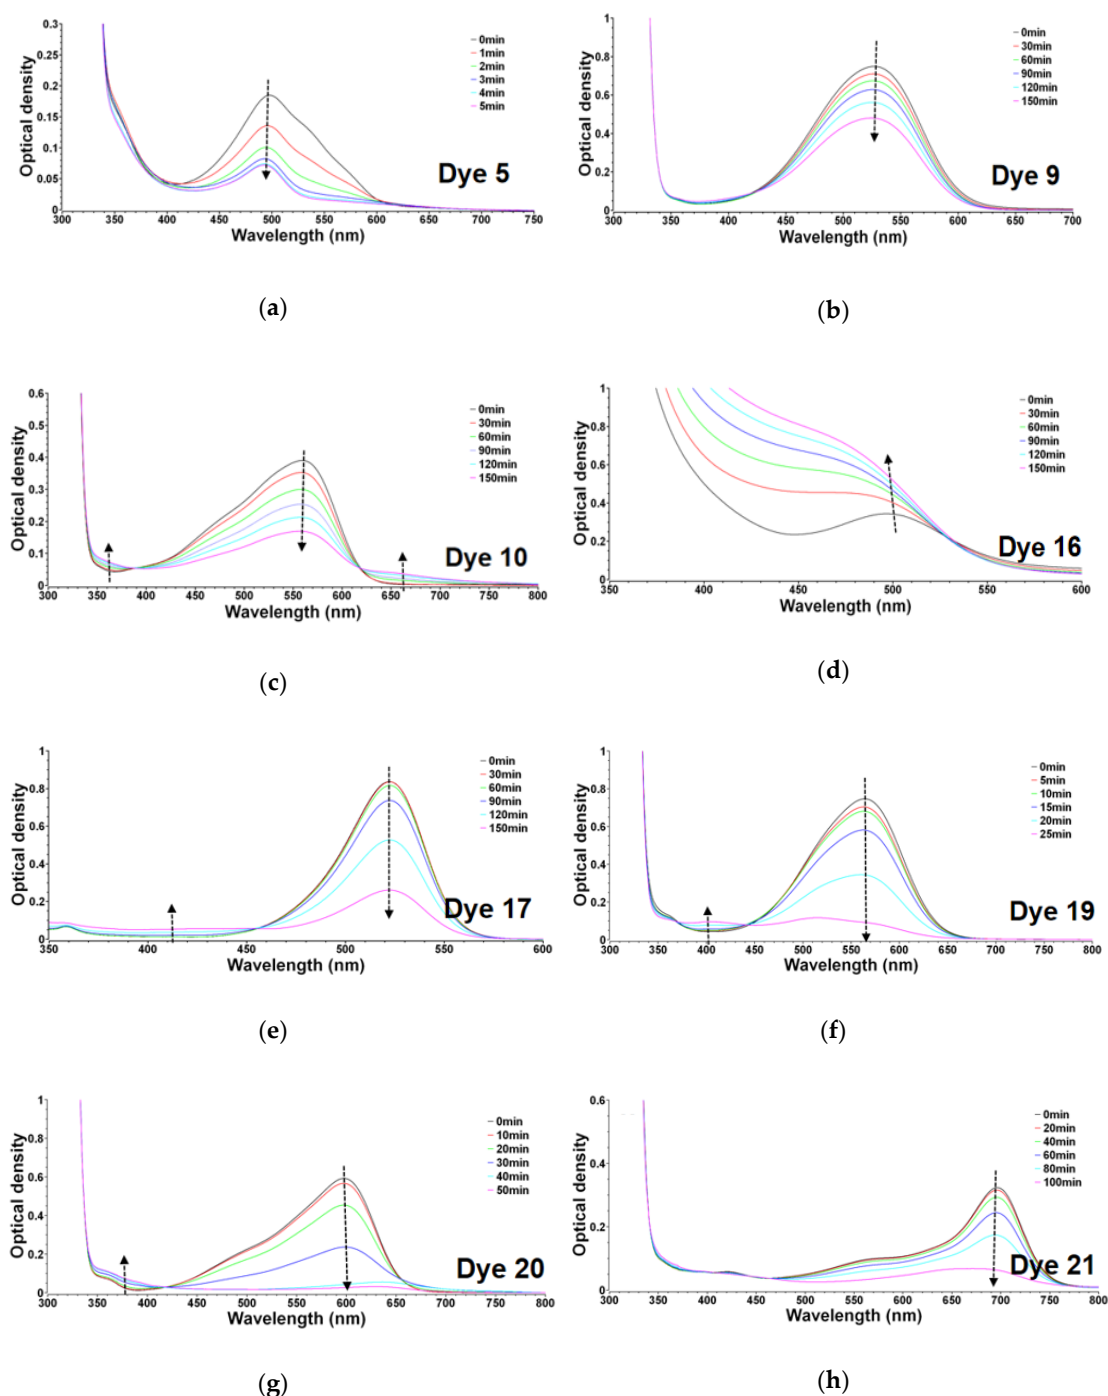 0.3
0.25
0.2
0.15
0.1
0.05
0
Optical density
0min
1min
2min
3min
4min
5min
Dye 5
300 350 400 450 500 550 600 650 700 750
Wavelength (nm)
(a)
1
0.8
0.6
0.4
0.2
0
Optical density
0min
30min
60min
90min
120min
150min
Dye 9
300 350 400 450 500 550 600 650 700
Wavelength (nm)
(b)
0.6
0.5
0.4
0.3
0.2
0.1
0
Optical density
0min
30min
60min
90min
120min
150min
Dye 10
300 350 400 450 500 550 600 650 700 750 800
Wavelength (nm)
(c)
1
0.8
0.6
0.4
0.2
0
Optical density
0min
30min
60min
90min
120min
150min
Dye 16
350 400 450 500 550 600
Wavelength (nm)
(d)
1
0.8
0.6
0.4
0.2
0
Optical density
0min
30min
60min
90min
120min
150min
Dye 17
350 400 450 500 550 600
Wavelength (nm)
(e)
1
0.8
0.6
0.4
0.2
0
Optical density
0min
5min
10min
15min
20min
25min
Dye 19
300 350 400 450 500 550 600 650 700 750 800
Wavelength (nm)
(f)
1
0.8
0.6
0.4
0.2
0
Optical density
0min
10min
20min
30min
40min
50min
Dye 20
300 350 400 450 500 550 600 650 700 750 800
Wavelength (nm)
(g)
0.6
0.4
0.2
0
Optical density
0min
20min
40min
60min
80min
100min
Dye 21
300 350 400 450 500 550 600 650 700 750 800
Wavelength (nm)
(h)